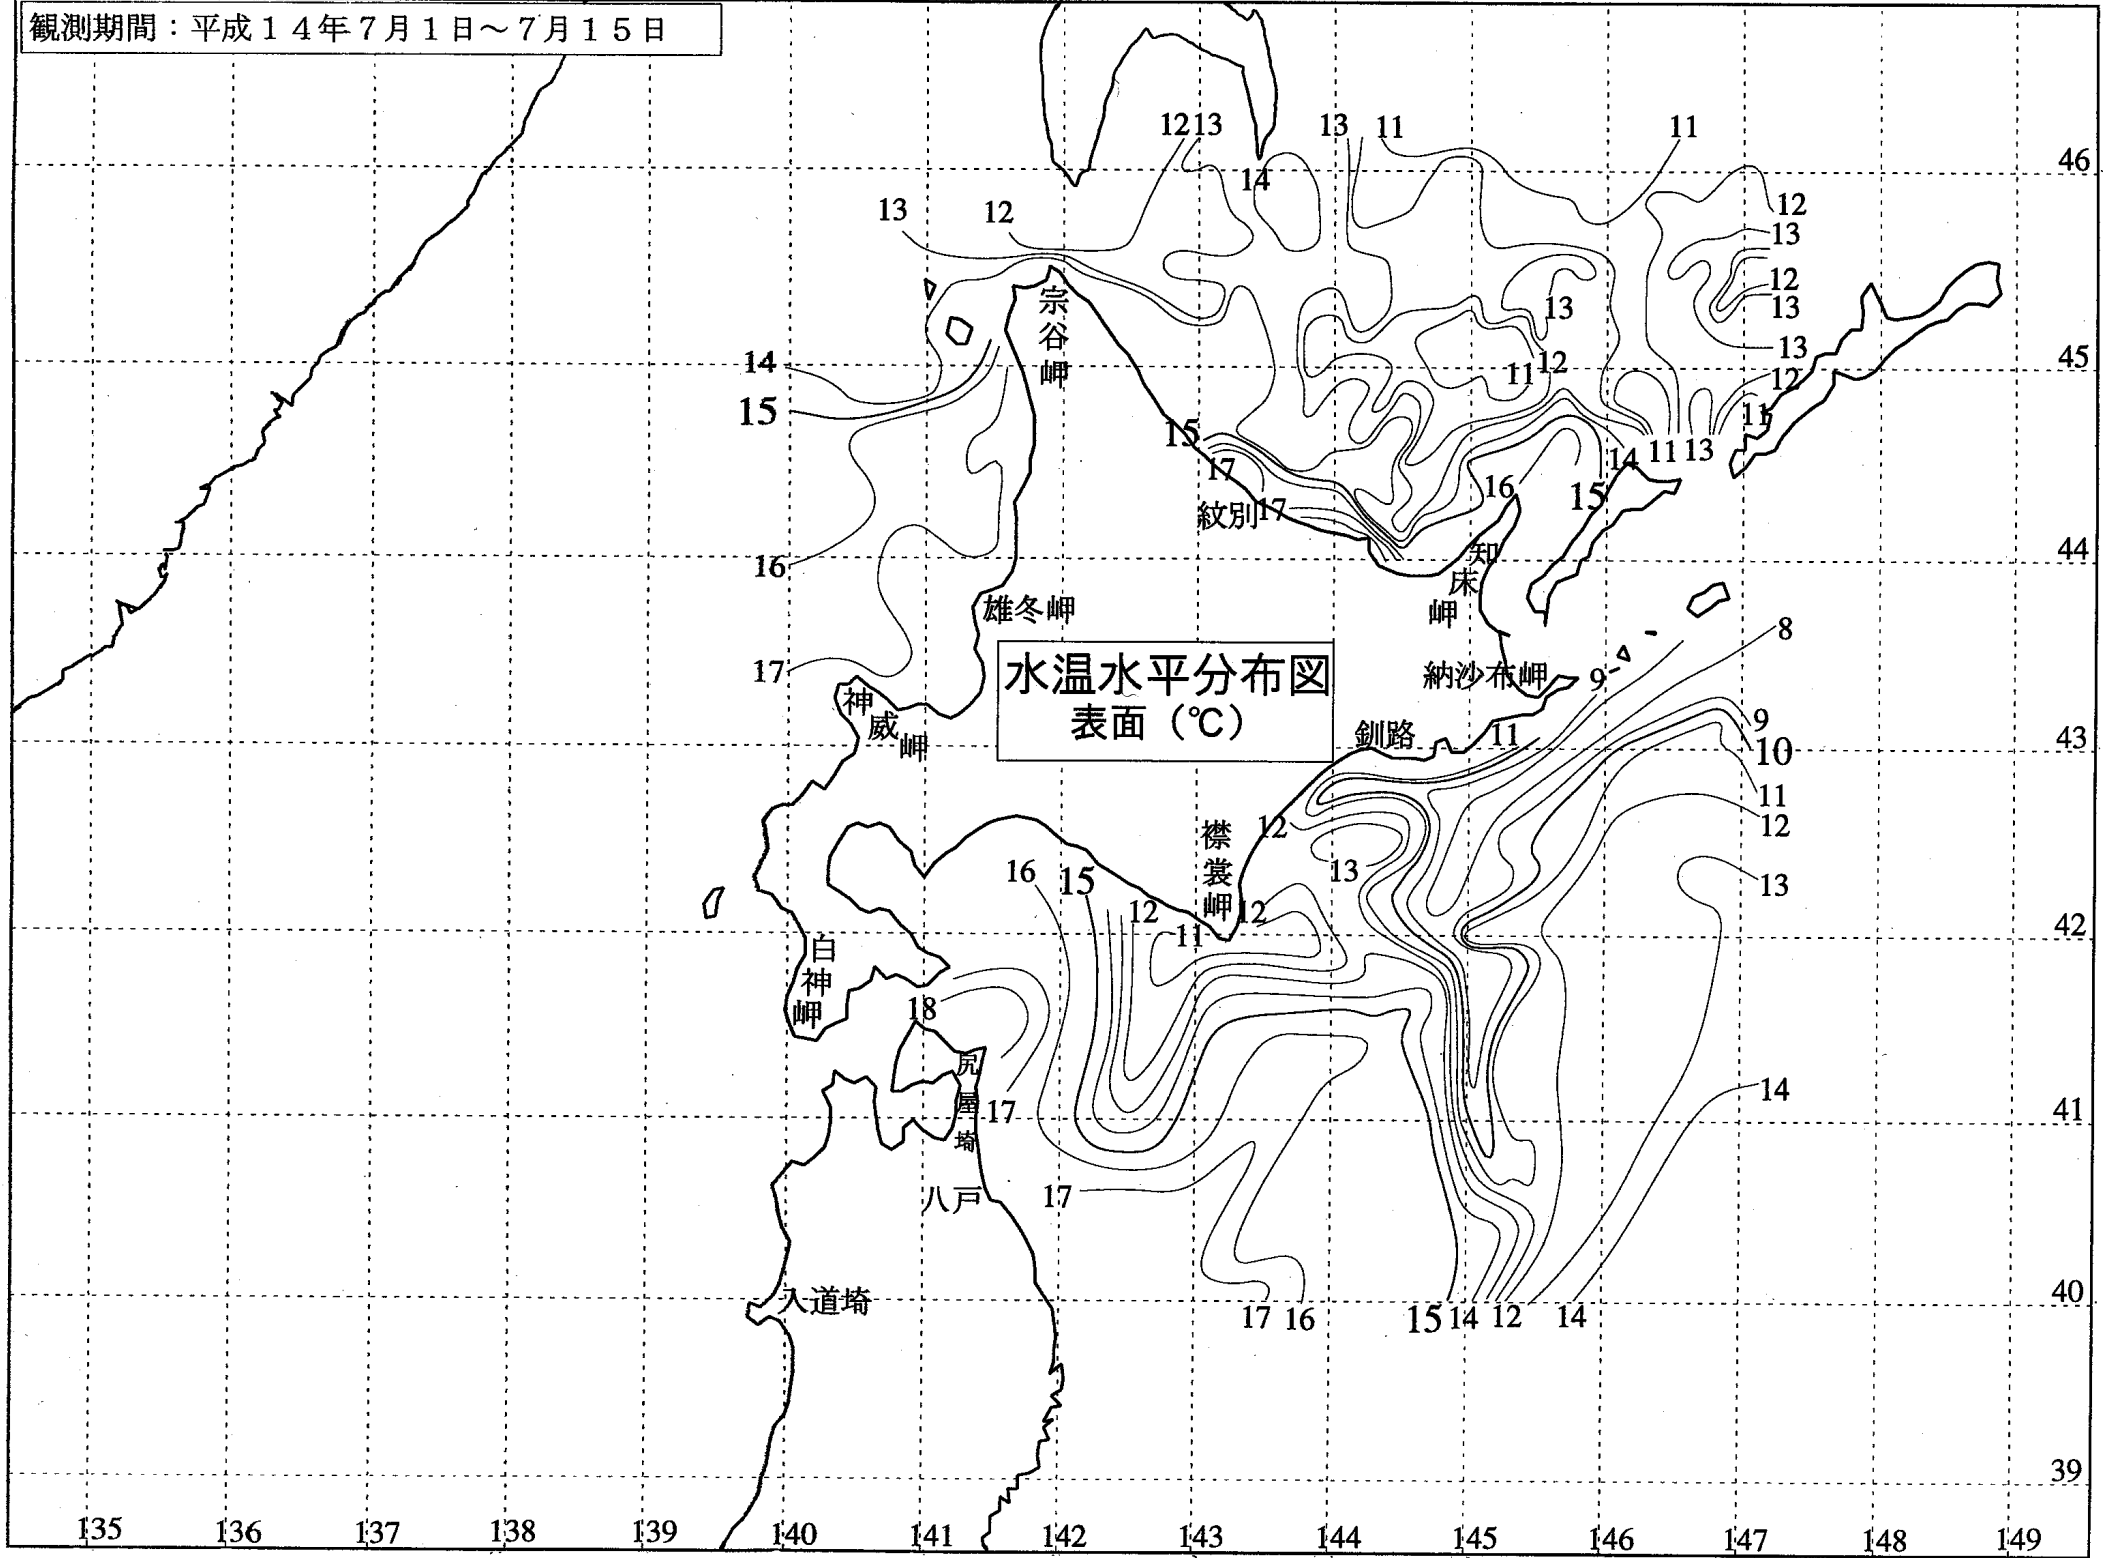 観測期間：平成１４年７月１日～７月１５日
12 13 13 11 11
14 46
13 12 12
13
12
宗谷岬 13 13
13
14 12 11 45
12
15 11
15 14 11 13
17 16 15
紋別 17
16 知床岬 44
雄冬岬
8
17 水温水平分布図 納沙布岬 9
表面（℃）
神威岬 釧路 11 9
10 43
11
12 襟裳岬 12
16 15 13 13
12 12
11 42
白神岬
18
尻屋埼
17 14 41
八戸 17
入道埼 40
17 16 15 14 12 14
39
135 136 137 138 139 140 141 142 143 144 145 146 147 148 149